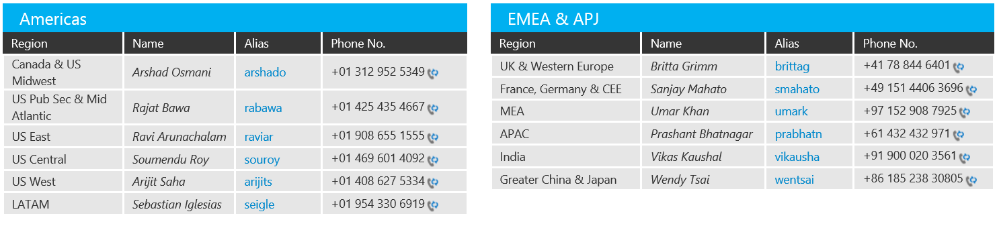 Americas
Region Name Alias Phone No.
Canada & US
Midwest Arshad Osmani arshado +01 312 952 5349
US Pub Sec & Mid
Atlantic Rajat Bawa rabawa +01 425 435 4667
US East Ravi Arunachalam raviar +01 908 655 1555
US Central Soumendu Roy souroy +01 469 601 4092
US West Arijit Saha arijits +01 408 627 5334
LATAM Sebastian Iglesias seigle +01 954 330 6919
EMEA & APJ
Region Name Alias Phone No.
UK & Western Europe Britta Grimm brittag +41 78 844 6401
France, Germany & CEE Sanjay Mahato smahato +49 151 4406 3696
MEA Umar Khan umark +97 152 908 7925
APAC Prashant Bhatnagar prabhatn +61 432 432 971
India Vikas Kaushal vikausha +91 900 020 3561
Greater China & Japan Wendy Tsai wentsai +86 185 238 30805